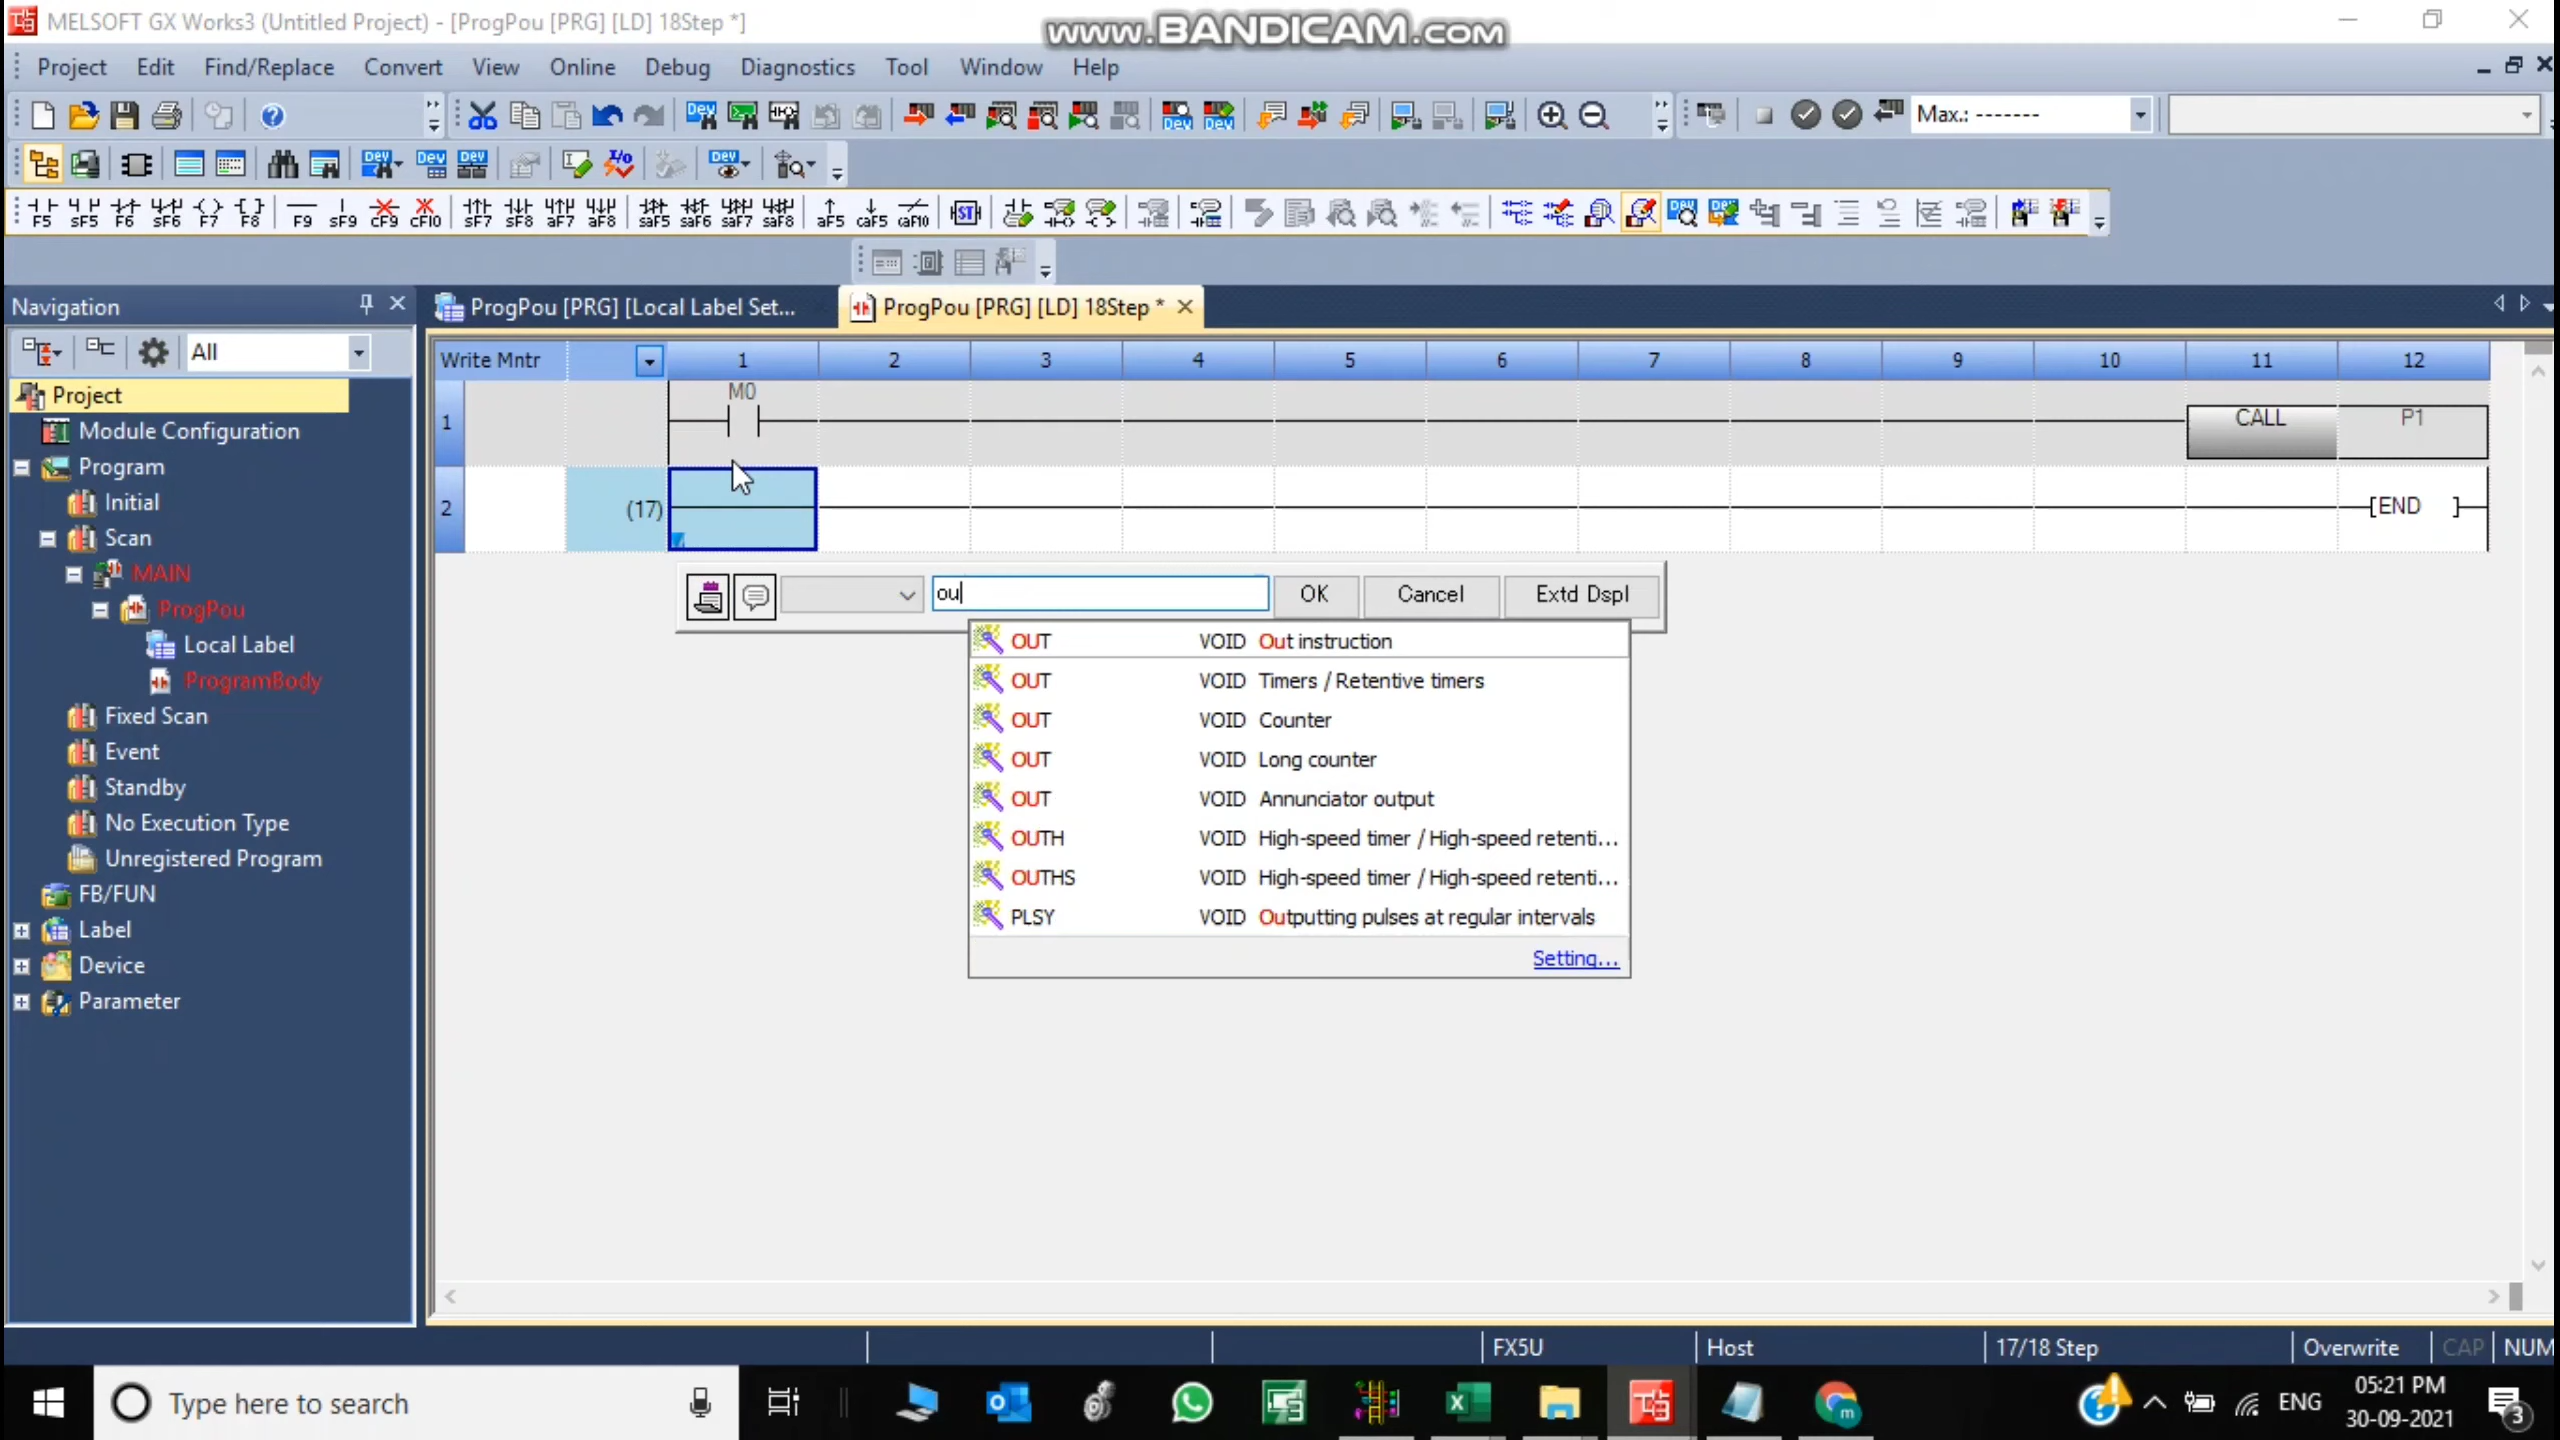 MELSOFT GX Works3 (Untitled Project) - [ProgPou [PRG] [LD] 18Step *]
www.BANDICAM.com
Project Edit Find/Replace Convert View Online Debug Diagnostics Tool Window Help
Max.: -------
F5 sF5 F6 sF6 F7 F8 F9 sF9 cF9 cF10 sF7 sF8 aF7 aF8 saF5 saF6 saF7 saF8 aF5 caF5 caF10
Navigation
ProgPou [PRG] [Local Label Set...
ProgPou [PRG] [LD] 18Step *
All
Write Mntr 1 2 3 4 5 6 7 8 9 10 11 12
Project
Module Configuration
Program
Initial
Scan
MAIN
ProgPou
Local Label
ProgramBody
Fixed Scan
Event
Standby
No Execution Type
Unregistered Program
FB/FUN
Label
Device
Parameter
M0
1 CALL P1
2 (17) [END ]
ou OK Cancel Extd Dspl
OUT VOID Out instruction
OUT VOID Timers / Retentive timers
OUT VOID Counter
OUT VOID Long counter
OUT VOID Annunciator output
OUTH VOID High-speed timer / High-speed retenti...
OUTHS VOID High-speed timer / High-speed retenti...
PLSY VOID Outputting pulses at regular intervals
Setting...
FX5U Host 17/18 Step Overwrite CAP NUM
Type here to search
ENG
05:21 PM
30-09-2021
3